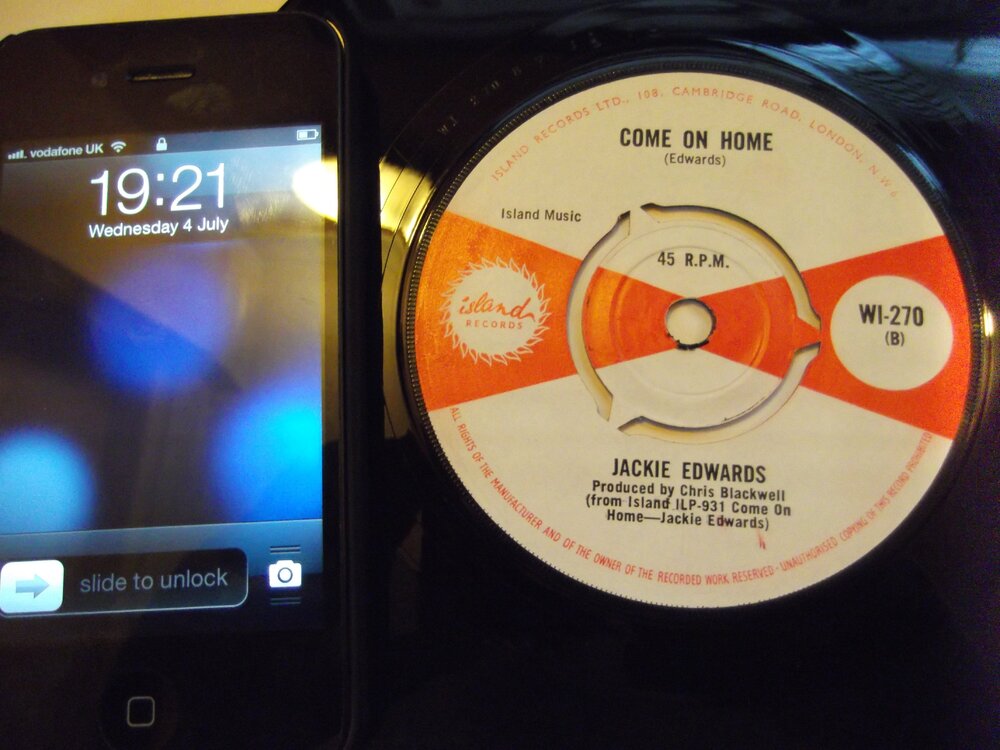 vodafone UK
19:21
Wednesday 4 July
slide to unlock
ISLAND RECORDS LTD., 108, CAMBRIDGE ROAD, LONDON, N.W.6
COME ON HOME
(Edwards)
Island Music
45 R.P.M.
island
RECORDS
WI-270
(B)
JACKIE EDWARDS
Produced by Chris Blackwell
(from Island ILP-931 Come On
Home—Jackie Edwards)
ALL RIGHTS OF THE MANUFACTURER AND OF THE OWNER OF THE RECORDED WORK RESERVED - UNAUTHORISED COPYING OF THIS RECORD PROHIBITED